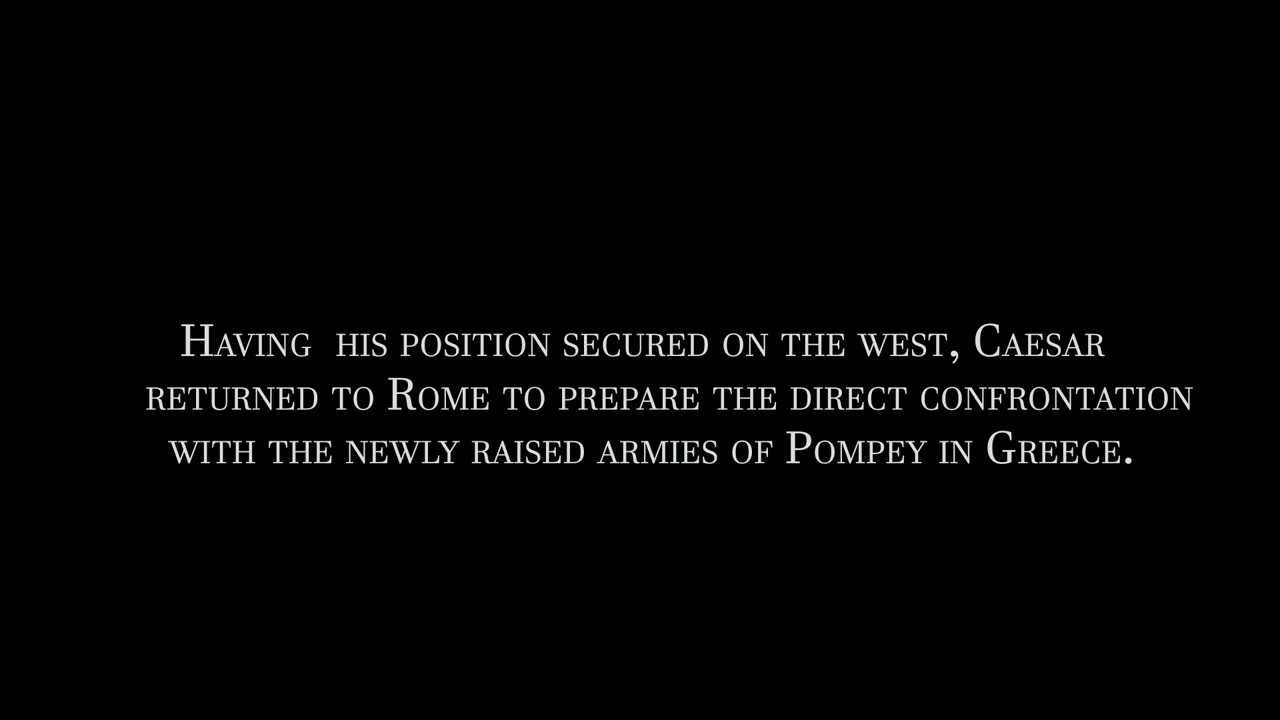 Having  his position secured on the west, Caesar
returned to Rome to prepare the direct confrontation
with the newly raised armies of Pompey in Greece.